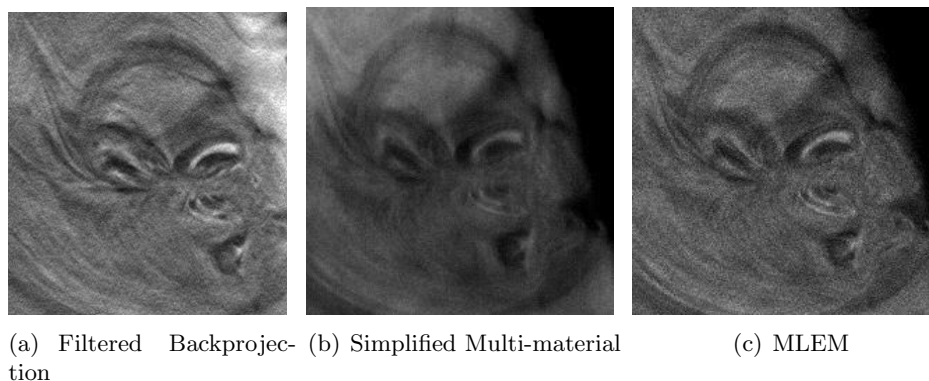 (a) Filtered Backprojec-
tion
(b) Simplified Multi-material
(c) MLEM